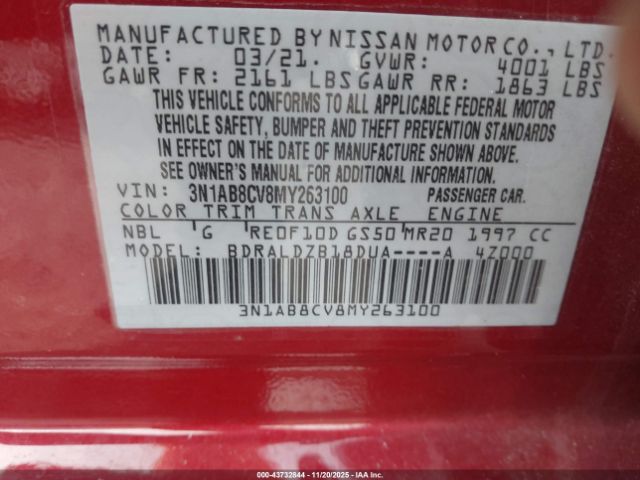 MANUFACTURED BY NISSAN MOTOR CO., LTD.
DATE: 03/21. GVWR: 4001 LBS
GAWR FR: 2161 LBS GAWR RR: 1863 LBS
THIS VEHICLE CONFORMS TO ALL APPLICABLE FEDERAL MOTOR
VEHICLE SAFETY, BUMPER AND THEFT PREVENTION STANDARDS
IN EFFECT ON THE DATE OF MANUFACTURE SHOWN ABOVE.
SEE OWNER'S MANUAL FOR ADDITIONAL INFORMATION.
VIN: 3N1AB8CV8MY263100 PASSENGER CAR.
COLOR TRIM TRANS AXLE ENGINE
NBL G RE0F10D GS50 MR20 1997 CC
MODEL: BDRALDZB18DUA----A 4Z000
3N1AB8CV8MY263100
000-43732844 | 11/20/2025 — IAA Inc.